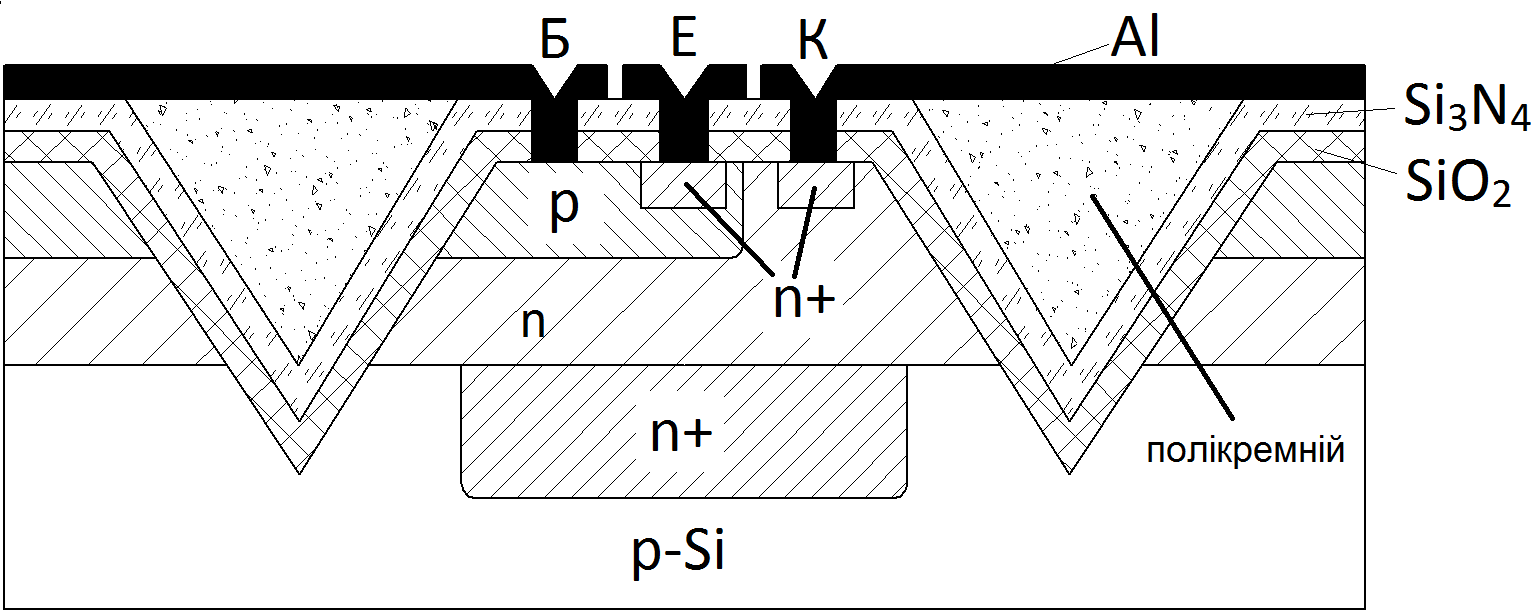 Б Е К Al
Si₃N₄
SiO₂
p
n+
n
n+
полікремній
p-Si